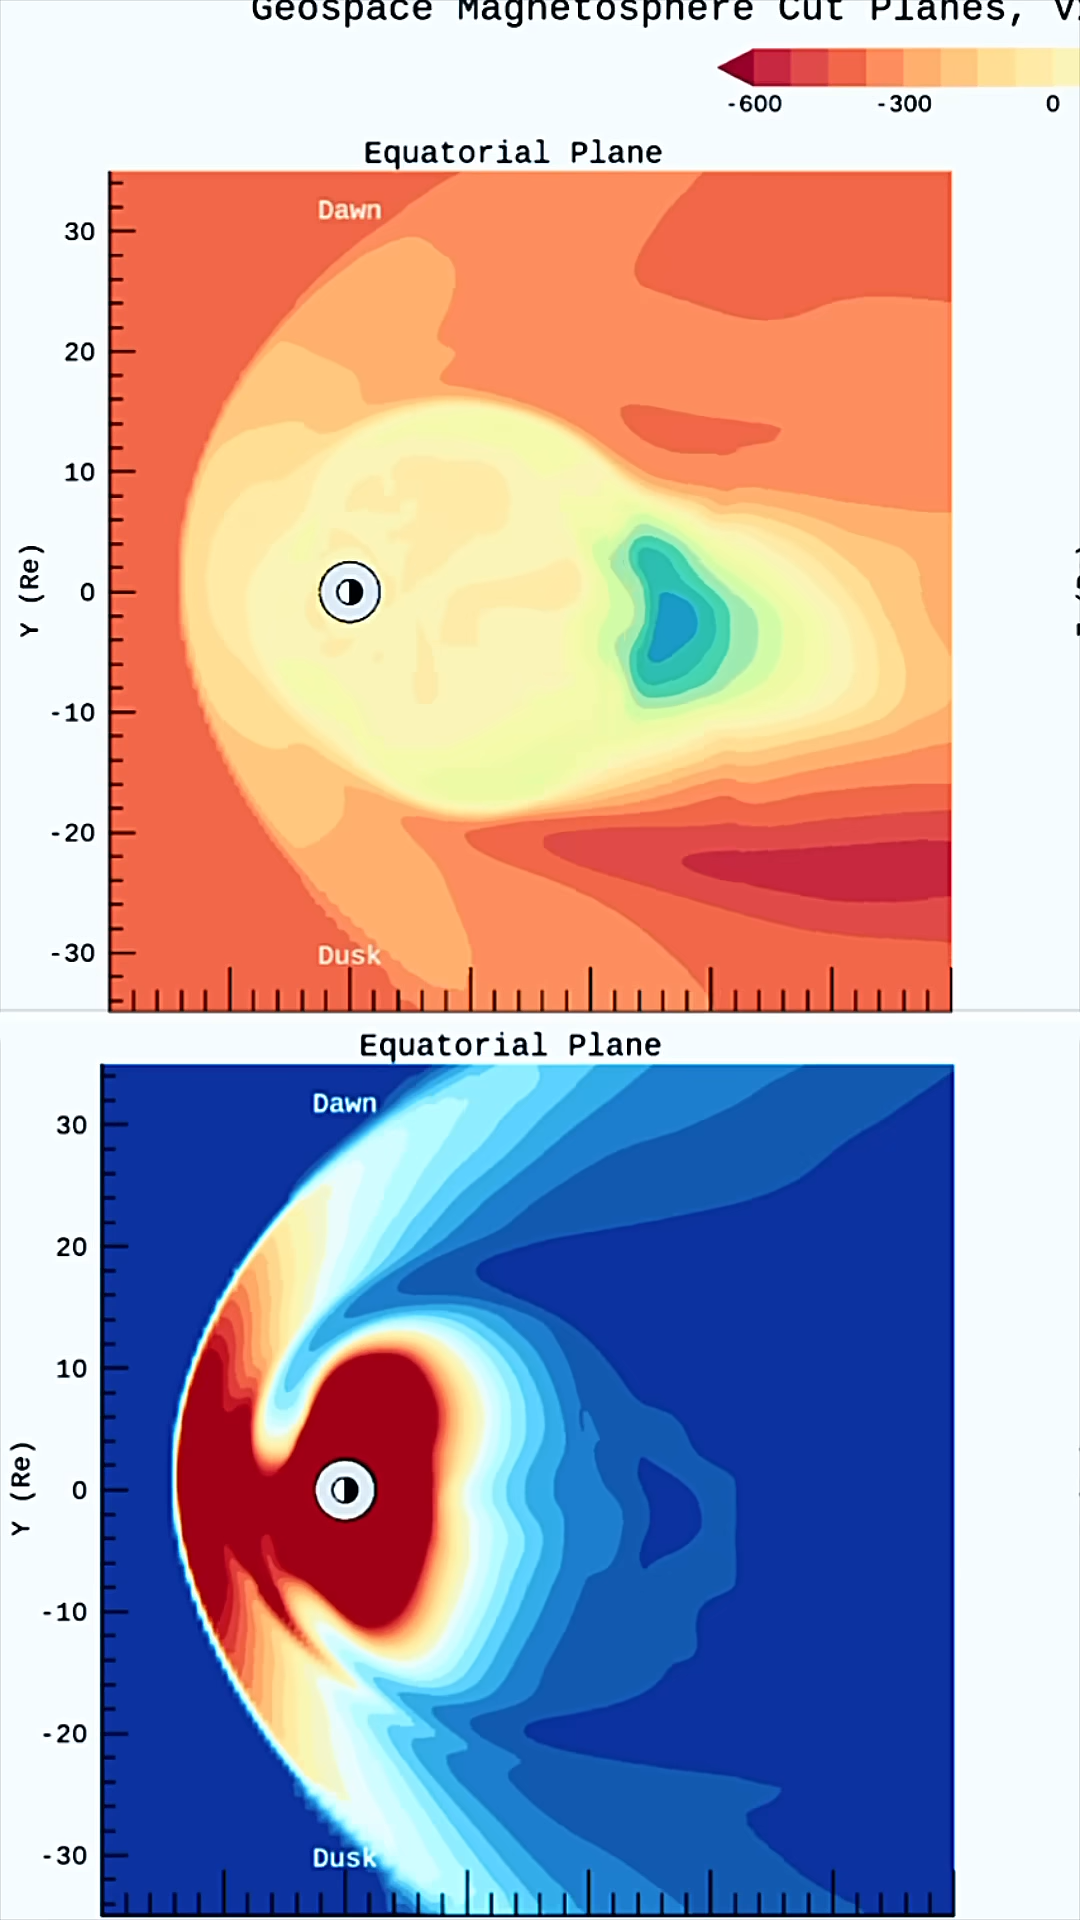 Geospace Magnetosphere Cut Planes,
-600 -300 0
Equatorial Plane
Dawn
30
20
10
Y (Re)
0
-10
-20
-30
Dusk
Equatorial Plane
Dawn
30
20
10
Y (Re)
0
-10
-20
-30
Dusk